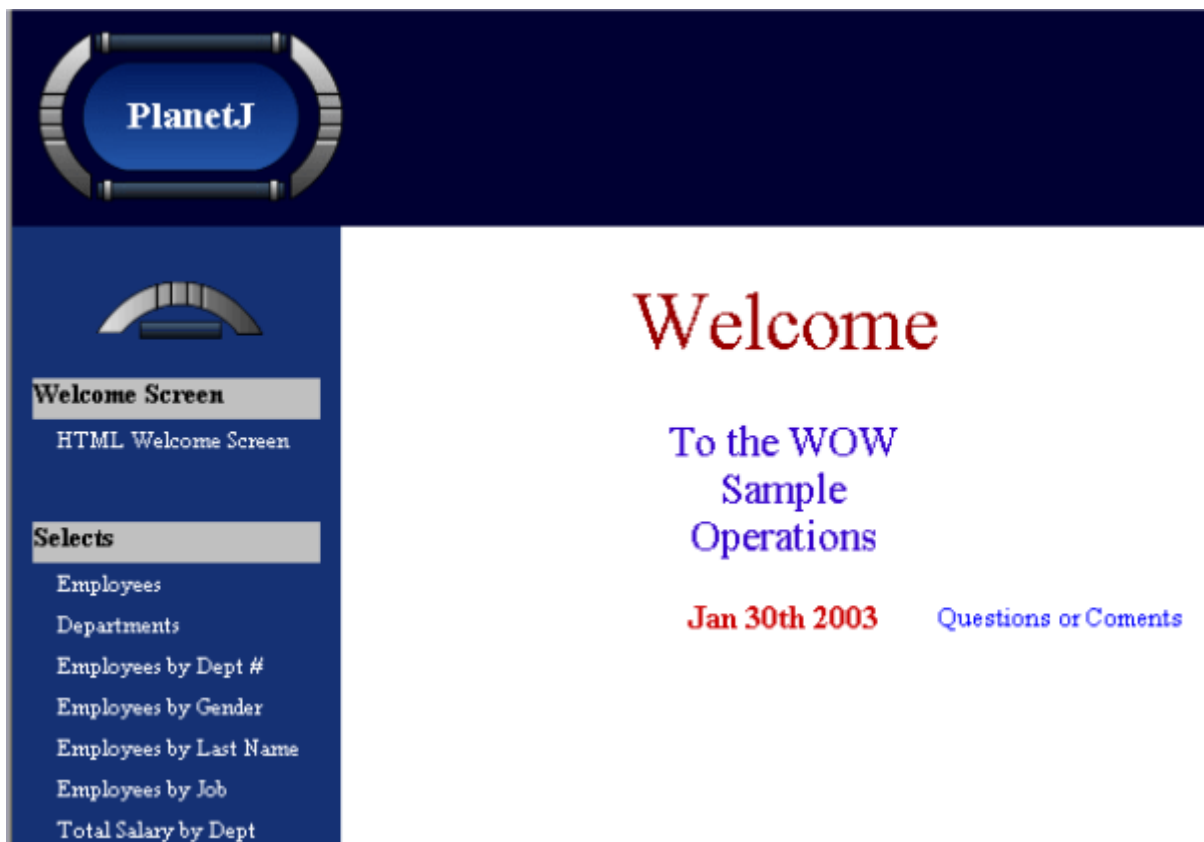 PlanetJ
Welcome Screen
HTML Welcome Screen
Selects
Employees
Departments
Employees by Dept #
Employees by Gender
Employees by Last Name
Employees by Job
Total Salary by Dept
Welcome
To the WOW
Sample
Operations
Jan 30th 2003
Questions or Coments